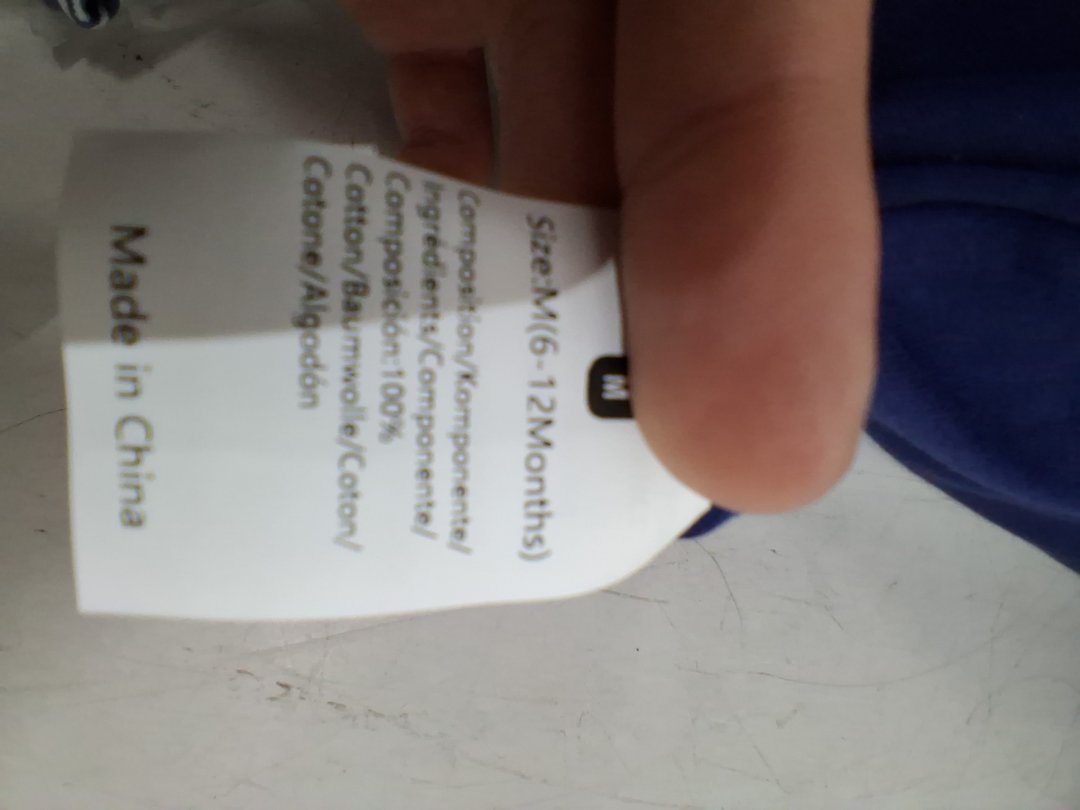 M
Size:M(6-12Months)
Composition/Komponente/
Ingrédients/Componente/
Composición:100%
Cotton/Baumwolle/Coton/
Cotone/Algodón
Made in China